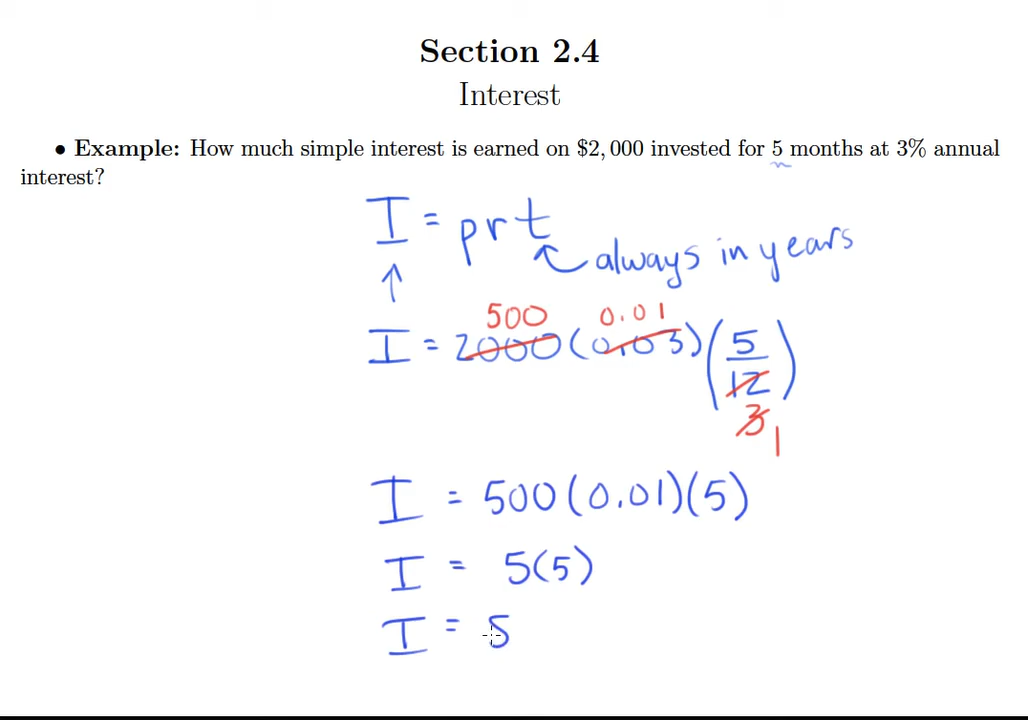 Section 2.4
Interest
• Example: How much simple interest is earned on $2,000 invested for 5 months at 3% annual
interest?
I = prt
↑ always in years
500 0.01
I = 2000(0.03)(5/12)
3 1
I = 500(0.01)(5)
I = 5(5)
I = 5